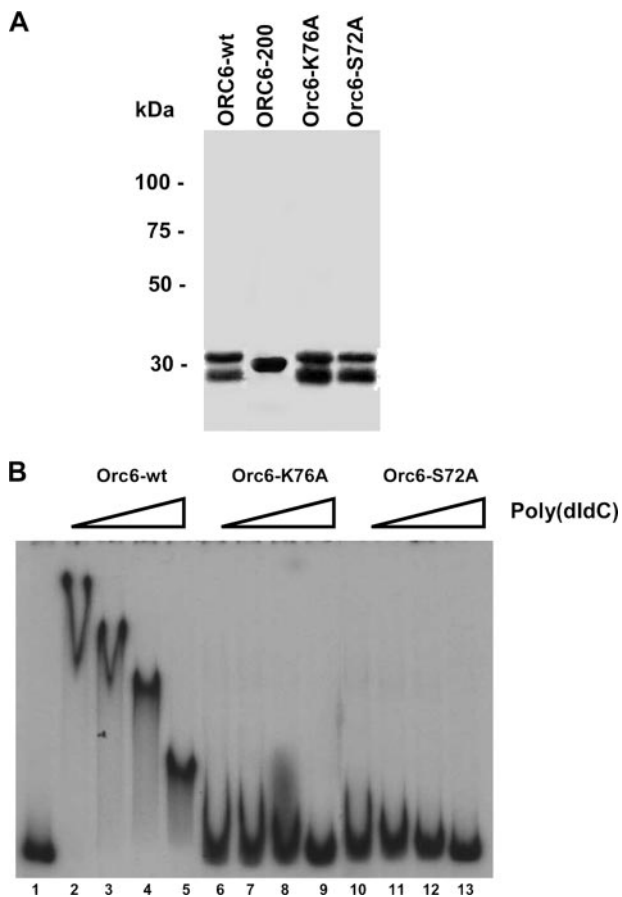 A
kDa
ORC6-wt
ORC6-200
Orc6-K76A
Orc6-S72A
100 -
75 -
50 -
30 -
B
Orc6-wt Orc6-K76A Orc6-S72A
Poly(dIdC)
1 2 3 4 5 6 7 8 9 10 11 12 13